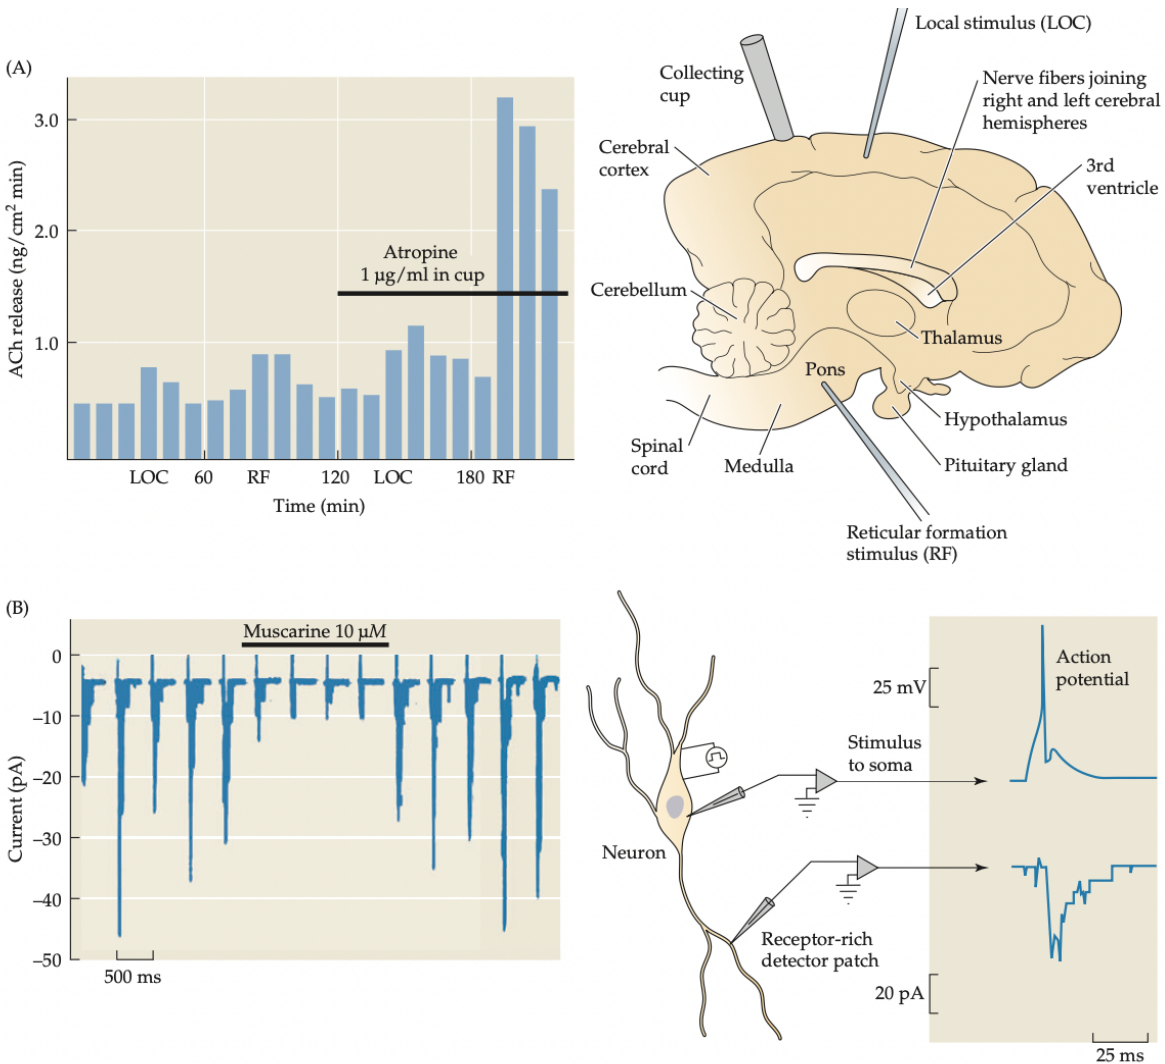 (A)
ACh release (ng/cm² min)
3.0
2.0
1.0
Atropine
1 µg/ml in cup
LOC
60
RF
120
LOC
180
RF
Time (min)
Local stimulus (LOC)
Collecting
cup
Nerve fibers joining
right and left cerebral
hemispheres
Cerebral
cortex
3rd
ventricle
Cerebellum
Thalamus
Pons
Hypothalamus
Spinal
cord
Medulla
Pituitary gland
Reticular formation
stimulus (RF)
(B)
Current (pA)
0
–10
–20
–30
–40
–50
Muscarine 10 µM
500 ms
Neuron
Stimulus
to soma
Receptor-rich
detector patch
25 mV
Action
potential
20 pA
25 ms